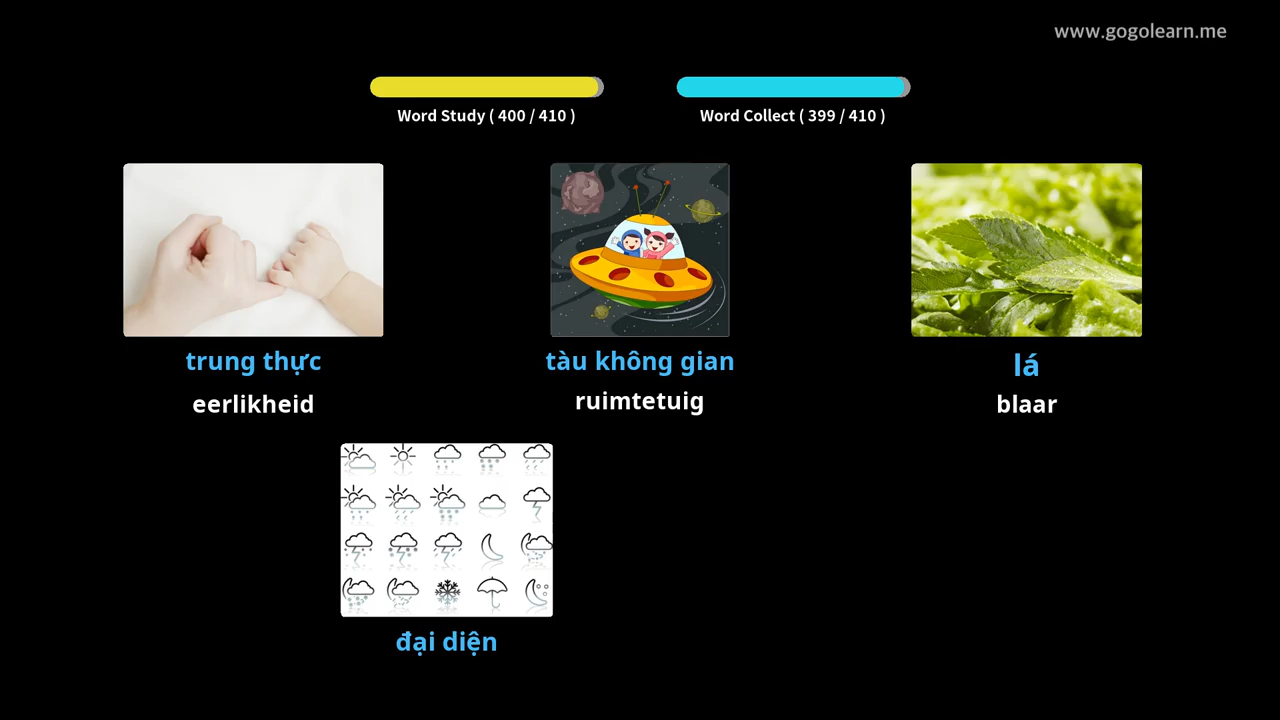 www.gogolearn.me
Word Study ( 400 / 410 )
Word Collect ( 399 / 410 )
trung thực
eerlikheid
tàu không gian
ruimtetuig
lá
blaar
đại diện